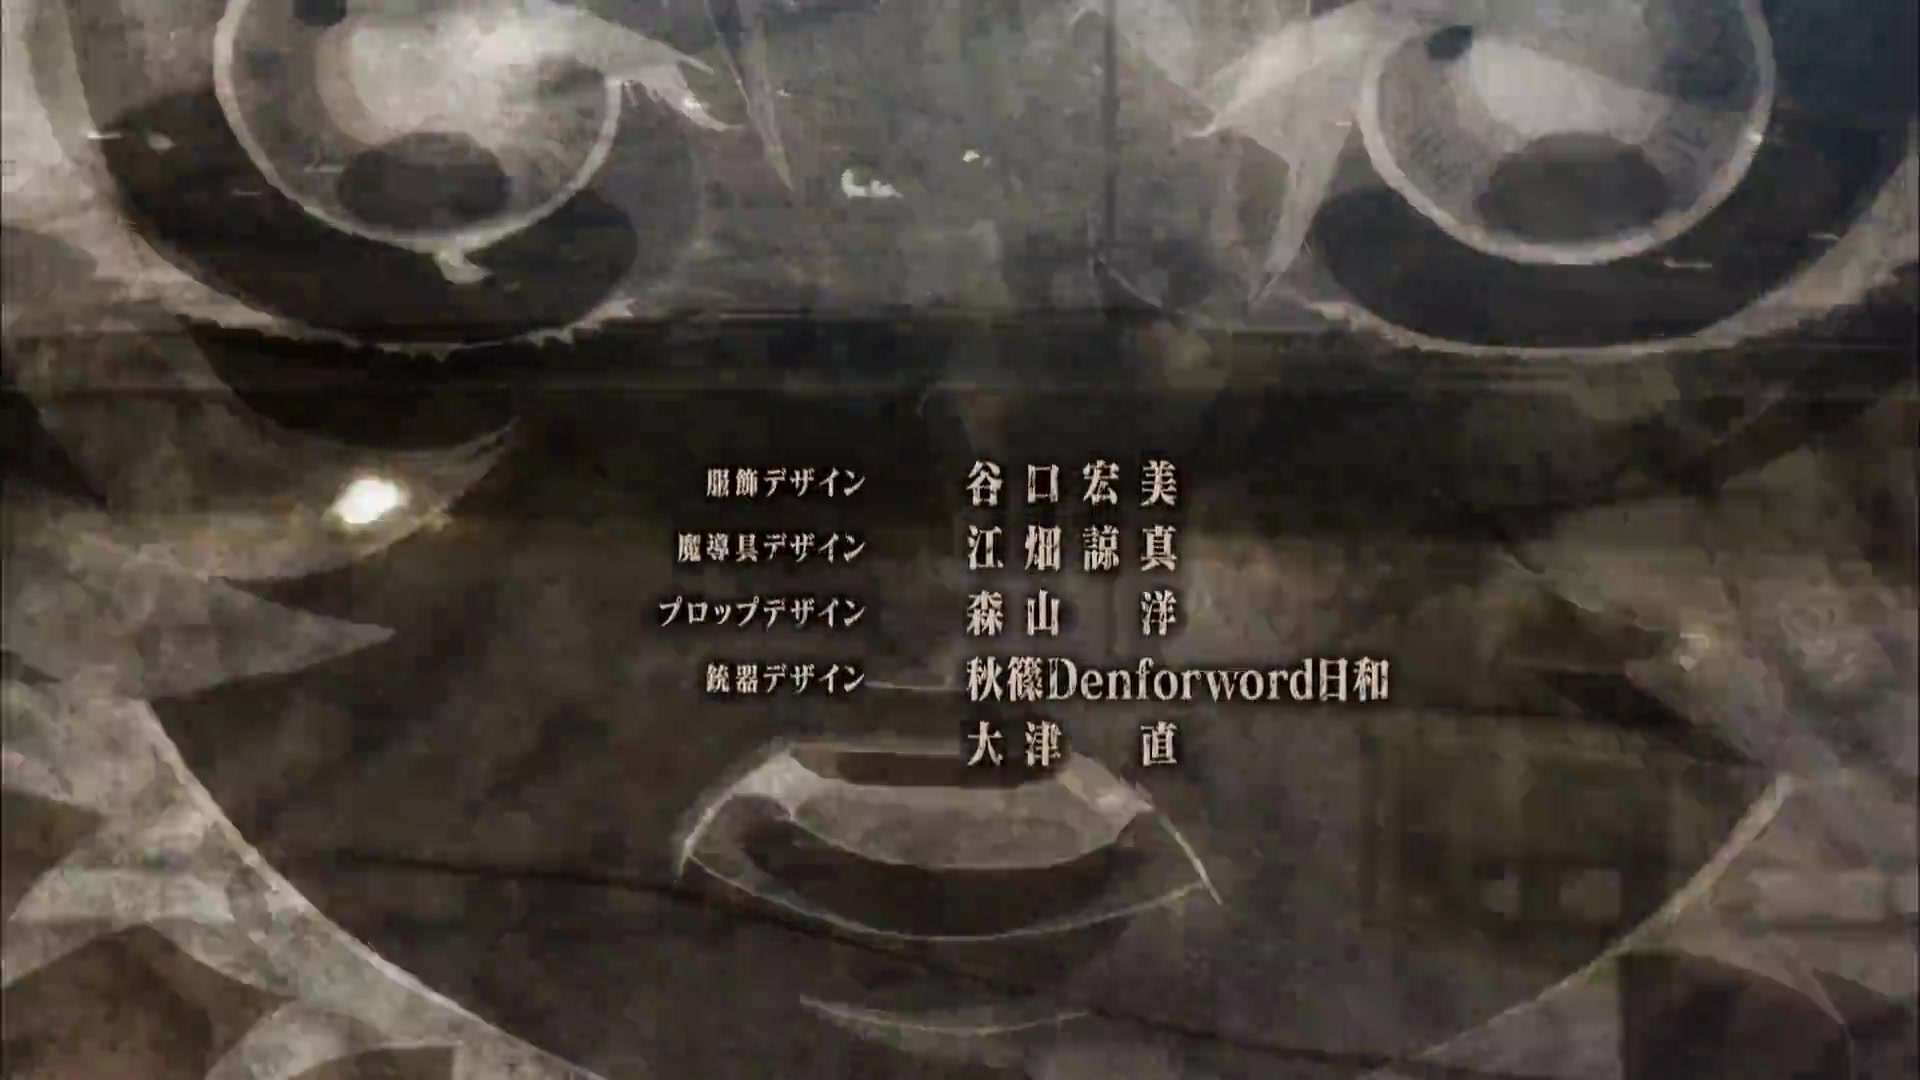 服飾デザイン 谷口宏美
魔導具デザイン 江畑諒真
プロップデザイン 森山 洋
銃器デザイン 秋篠Denforword日和
大津 直